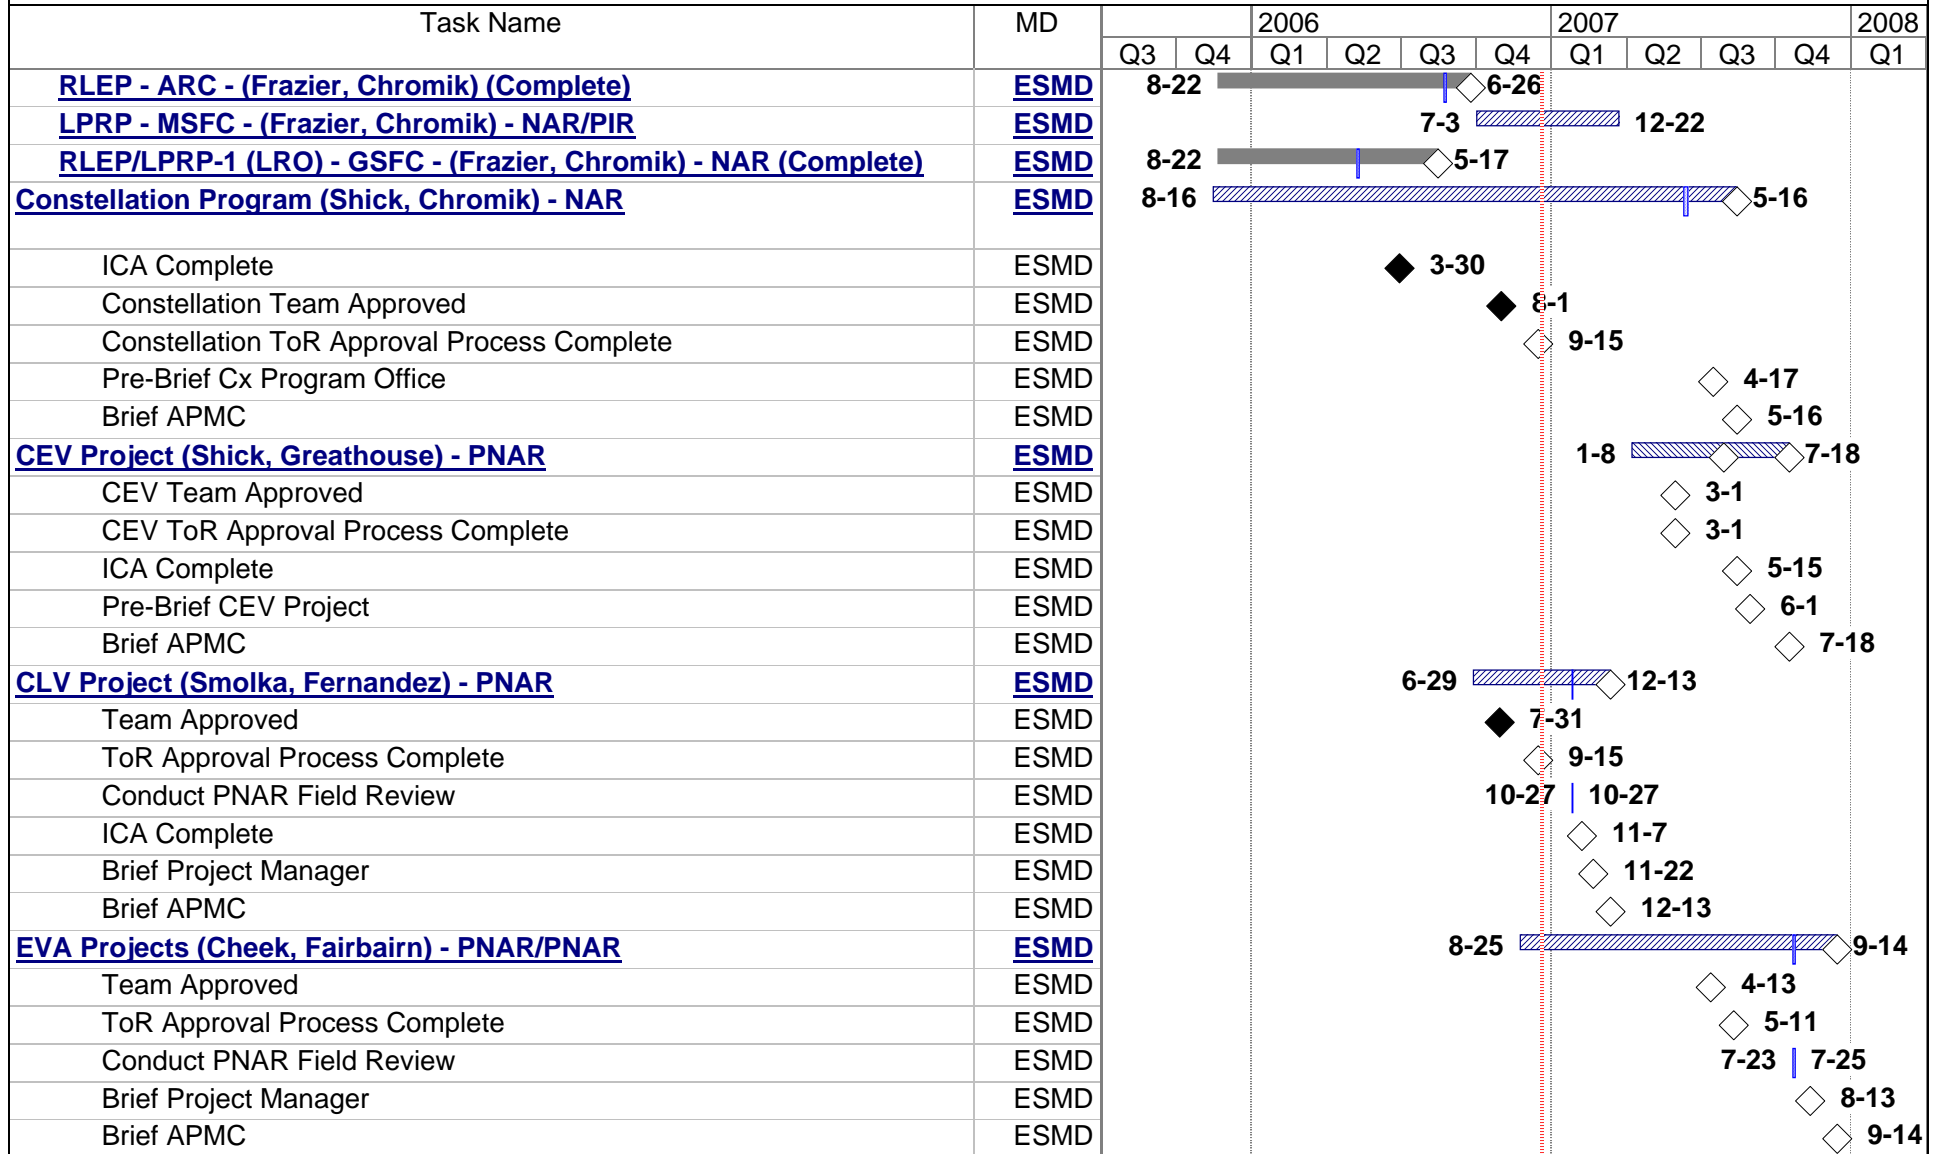 Task Name MD 2006 2007 2008
Q3 Q4 Q1 Q2 Q3 Q4 Q1 Q2 Q3 Q4 Q1
RLEP - ARC - (Frazier, Chromik) (Complete) ESMD 8-22 6-26
LPRP - MSFC - (Frazier, Chromik) - NAR/PIR ESMD 7-3 12-22
RLEP/LPRP-1 (LRO) - GSFC - (Frazier, Chromik) - NAR (Complete) ESMD 8-22 5-17
Constellation Program (Shick, Chromik) - NAR ESMD 8-16 5-16
ICA Complete ESMD 3-30
Constellation Team Approved ESMD 8-1
Constellation ToR Approval Process Complete ESMD 9-15
Pre-Brief Cx Program Office ESMD 4-17
Brief APMC ESMD 5-16
CEV Project (Shick, Greathouse) - PNAR ESMD 1-8 7-18
CEV Team Approved ESMD 3-1
CEV ToR Approval Process Complete ESMD 3-1
ICA Complete ESMD 5-15
Pre-Brief CEV Project ESMD 6-1
Brief APMC ESMD 7-18
CLV Project (Smolka, Fernandez) - PNAR ESMD 6-29 12-13
Team Approved ESMD 7-31
ToR Approval Process Complete ESMD 9-15
Conduct PNAR Field Review ESMD 10-27 10-27
ICA Complete ESMD 11-7
Brief Project Manager ESMD 11-22
Brief APMC ESMD 12-13
EVA Projects (Cheek, Fairbairn) - PNAR/PNAR ESMD 8-25 9-14
Team Approved ESMD 4-13
ToR Approval Process Complete ESMD 5-11
Conduct PNAR Field Review ESMD 7-23 7-25
Brief Project Manager ESMD 8-13
Brief APMC ESMD 9-14